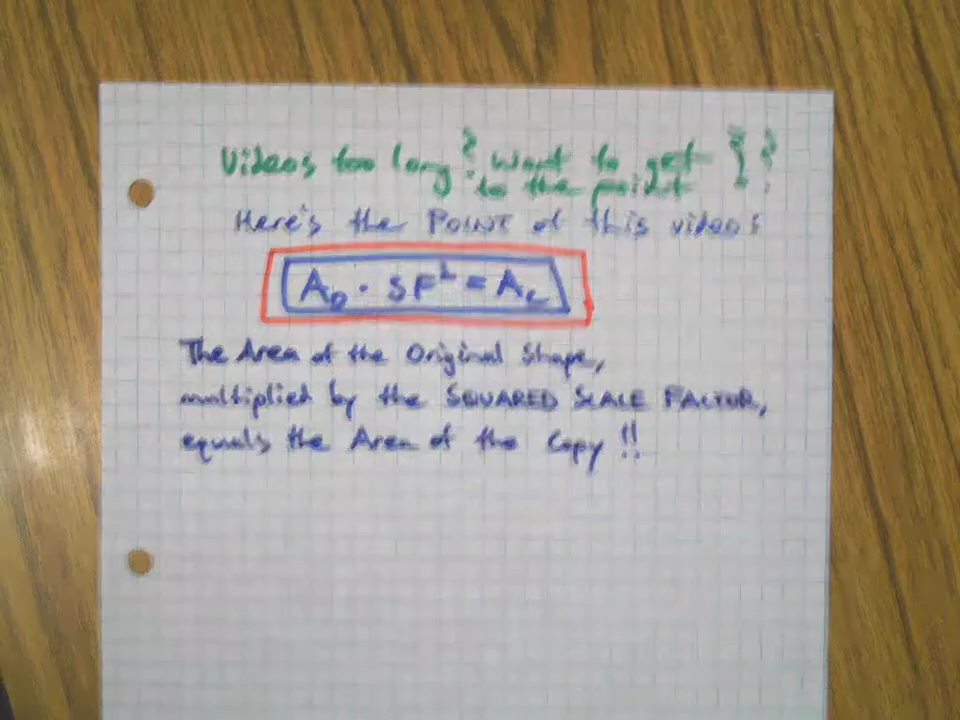 Videos too long? Want to get
to the point
Here's the POINT of this video:
A₀ · SF² = A꜀
The Area of the Original Shape,
multiplied by the SQUARED SCALE FACTOR,
equals the Area of the Copy !!